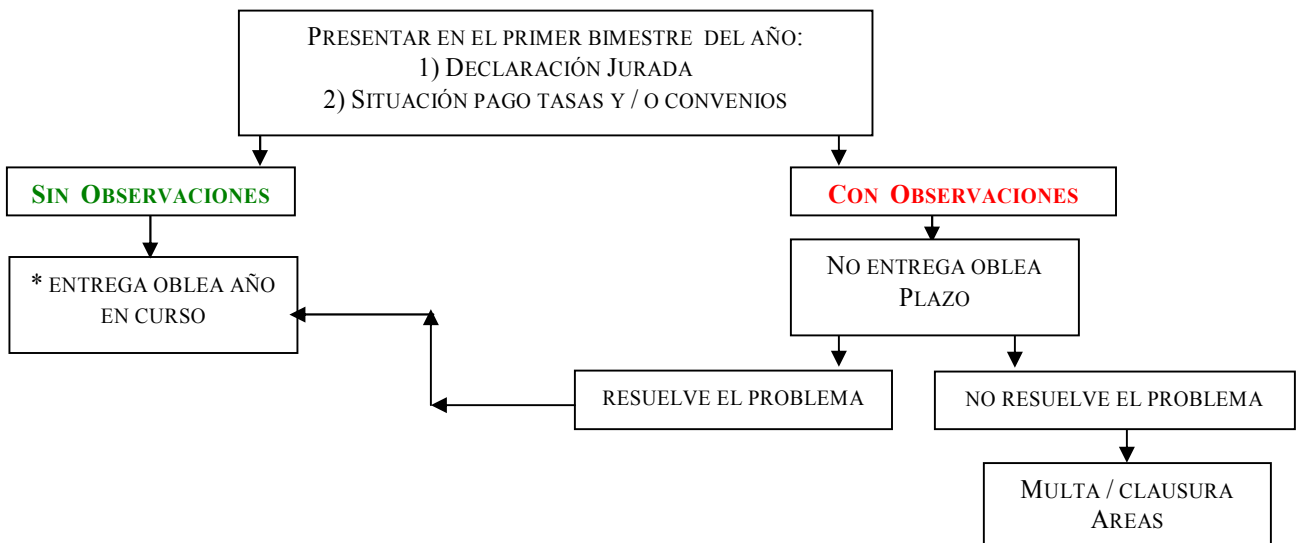 PRESENTAR EN EL PRIMER BIMESTRE DEL AÑO:
1) DECLARACIÓN JURADA
2) SITUACIÓN PAGO TASAS Y / O CONVENIOS
SIN OBSERVACIONES
CON OBSERVACIONES
* ENTREGA OBLEA AÑO
EN CURSO
NO ENTREGA OBLEA
PLAZO
RESUELVE EL PROBLEMA
NO RESUELVE EL PROBLEMA
MULTA / CLAUSURA
AREAS